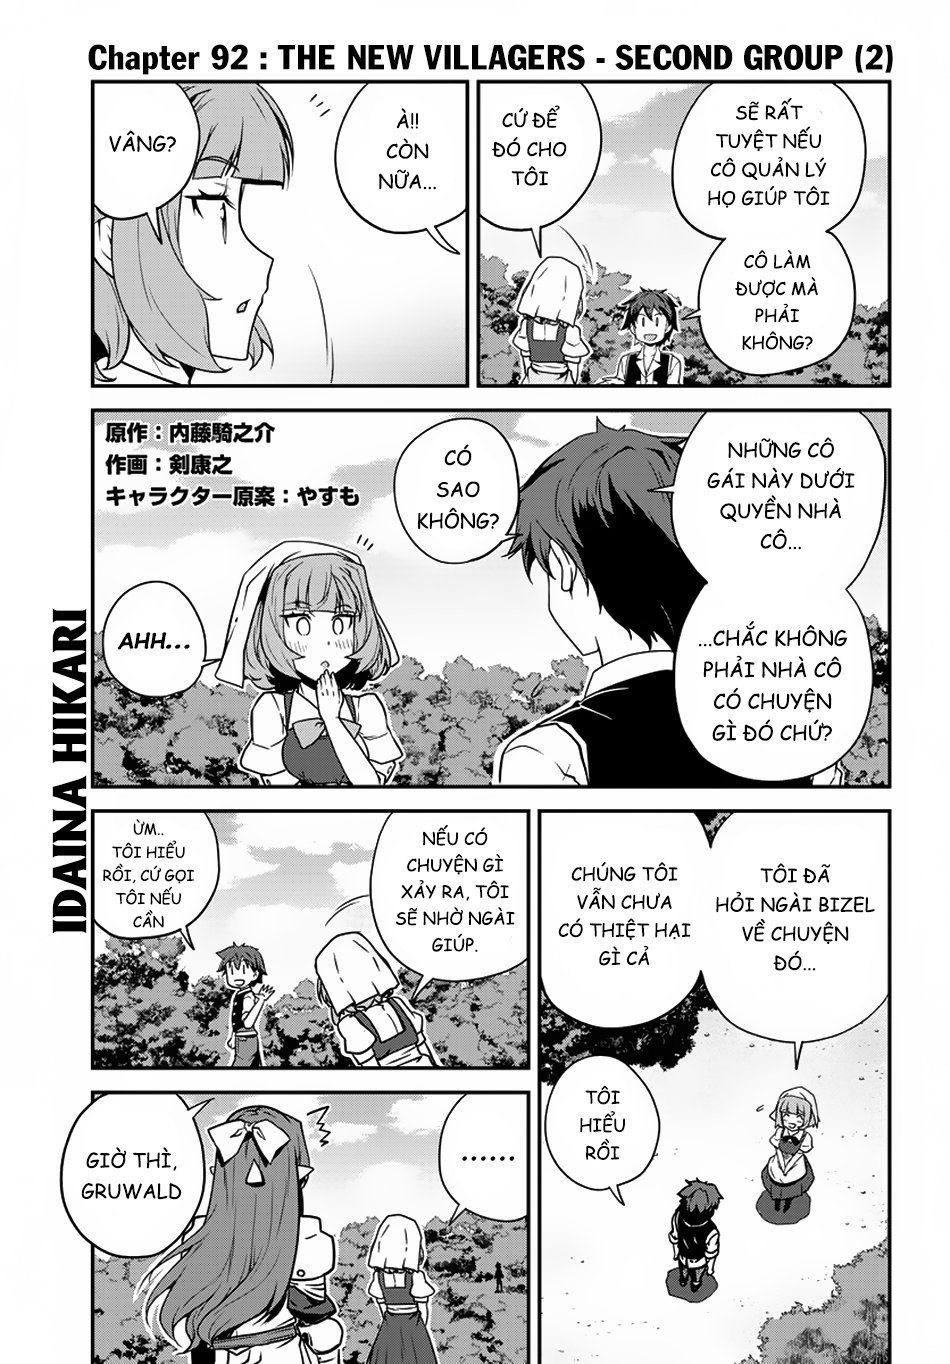 Chapter 92 : THE NEW VILLAGERS - SECOND GROUP (2)
SẼ RẤT
TUYỆT NẾU
CÔ QUẢN LÝ
HỌ GIÚP TÔI
CÔ LÀM
ĐƯỢC MÀ
PHẢI
KHÔNG?
CỨ ĐỂ
ĐÓ CHO
TÔI
À!!
CÒN
NỮA...
VÂNG?
原作：内藤騎之介
作画：剣康之
キャラクター原案：やすも
NHỮNG CÔ
GÁI NÀY DƯỚI
QUYỀN NHÀ
CÔ...
...CHẮC KHÔNG
PHẢI NHÀ CÔ
CÓ CHUYỆN
GÌ ĐÓ CHỨ?
CÓ
SAO
KHÔNG?
AHH...
IDAINA HIKARI
TÔI ĐÃ
HỎI NGÀI BIZEL
VỀ CHUYỆN
ĐÓ...
CHÚNG TÔI
VẪN CHƯA
CÓ THIỆT HẠI
GÌ CẢ
TÔI
HIỂU
RỒI
NẾU CÓ
CHUYỆN GÌ
XẢY RA, TÔI
SẼ NHỜ NGÀI
GIÚP.
ỪM..
TÔI HIỂU
RỒI, CỨ GỌI
TÔI NẾU
CẦN
......
GIỜ THÌ,
GRUWALD